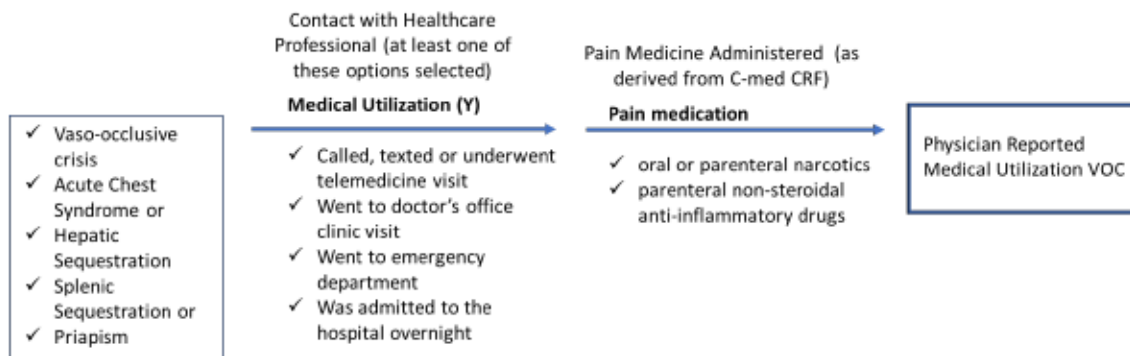 Contact with Healthcare
Professional (at least one of
these options selected)
Medical Utilization (Y)
Pain Medicine Administered (as
derived from C-med CRF)
Pain medication
✓ Vaso-occlusive
crisis
✓ Acute Chest
Syndrome or
✓ Hepatic
Sequestration
✓ Splenic
Sequestration or
✓ Priapism
✓ Called, texted or underwent
telemedicine visit
✓ Went to doctor's office
clinic visit
✓ Went to emergency
department
✓ Was admitted to the
hospital overnight
✓ oral or parenteral narcotics
✓ parenteral non-steroidal
anti-inflammatory drugs
Physician Reported
Medical Utilization VOC